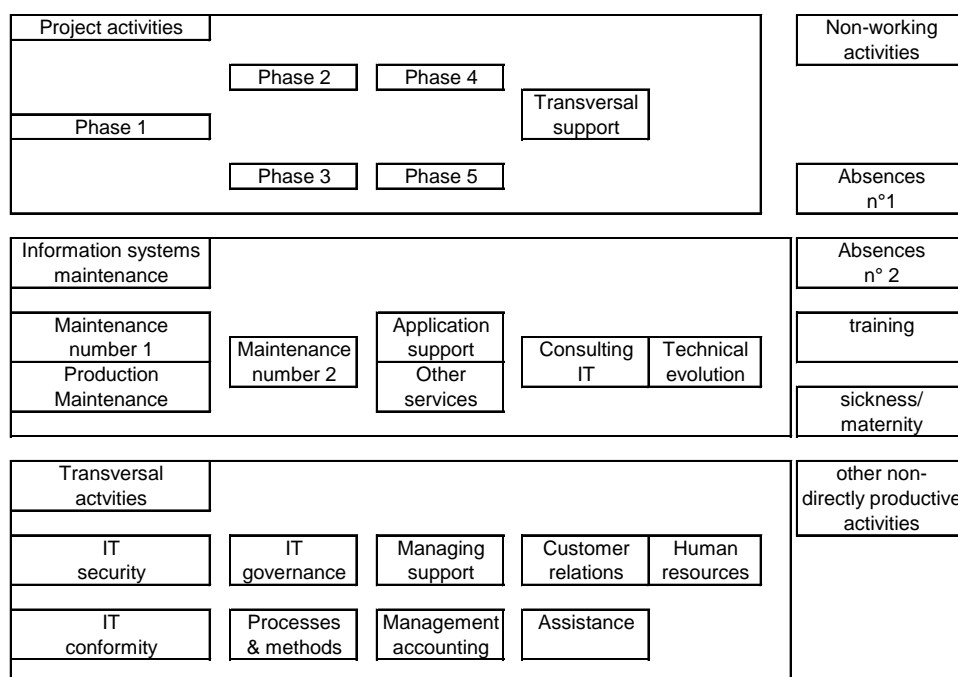 Project activities
Non-working
activities
Phase 2
Phase 4
Transversal
support
Phase 1
Phase 3
Phase 5
Absences
n°1
Information systems
maintenance
Absences
n° 2
Maintenance
number 1
Maintenance
number 2
Application
support
Consulting
IT
Technical
evolution
training
Production
Maintenance
Other
services
sickness/
maternity
Transversal
actvities
other non-
directly productive
activities
IT
security
IT
governance
Managing
support
Customer
relations
Human
resources
IT
conformity
Processes
& methods
Management
accounting
Assistance